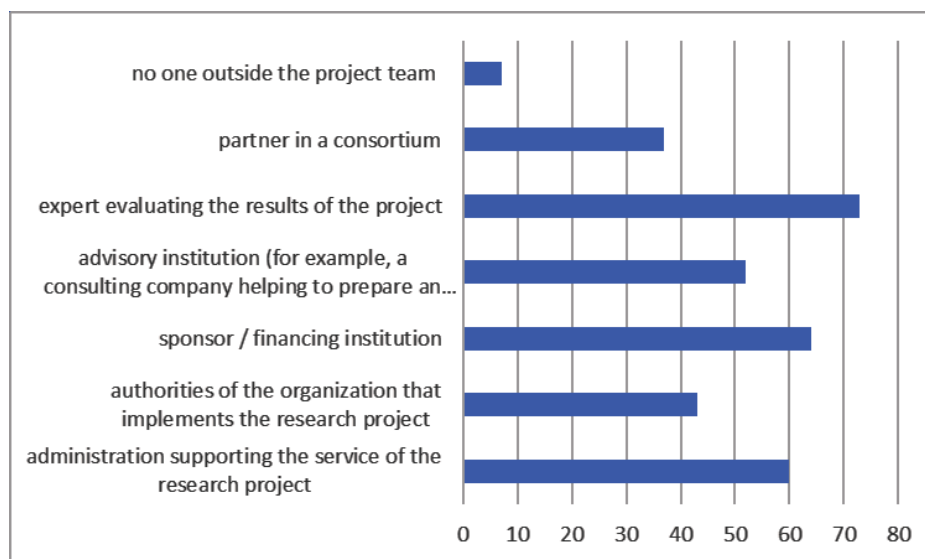 no one outside the project team
partner in a consortium
expert evaluating the results of the project
advisory institution (for example, a
consulting company helping to prepare an...
sponsor / financing institution
authorities of the organization that
implements the research project
administration supporting the service of the
research project
0 10 20 30 40 50 60 70 80